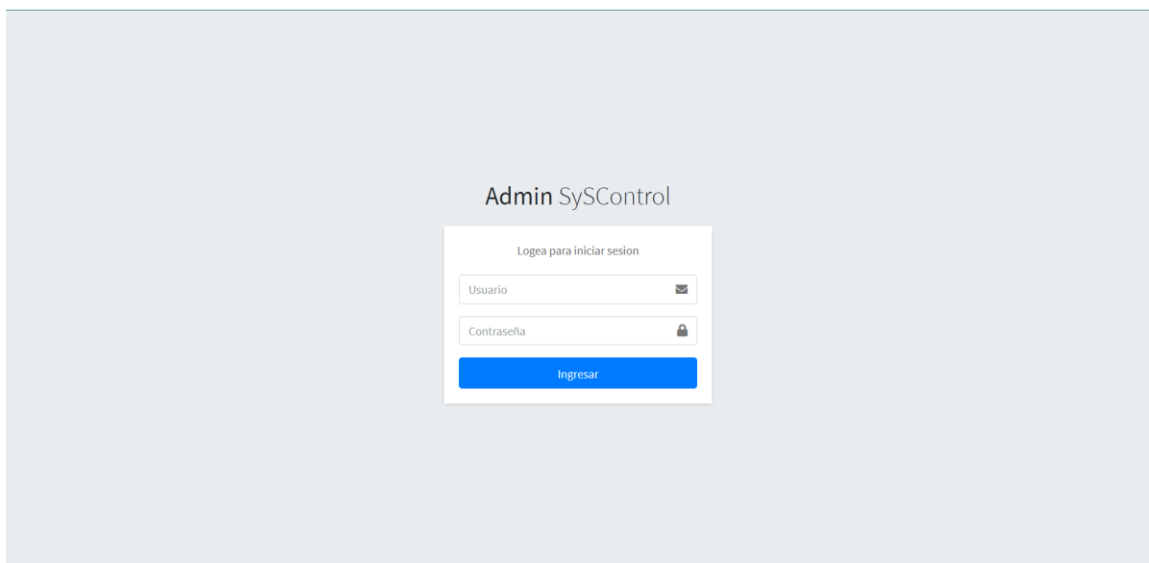 Admin SySControl
Logea para iniciar sesion
Usuario
Contraseña
Ingresar